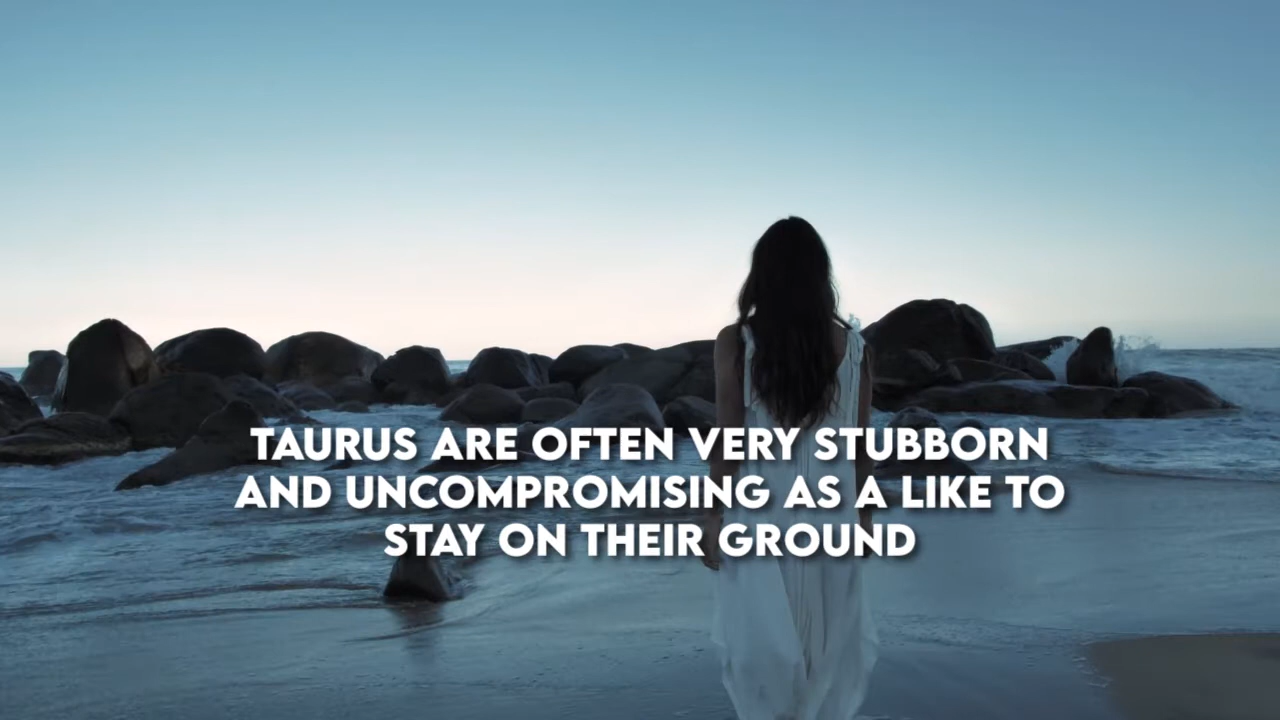 TAURUS ARE OFTEN VERY STUBBORN
AND UNCOMPROMISING AS A LIKE TO
STAY ON THEIR GROUND